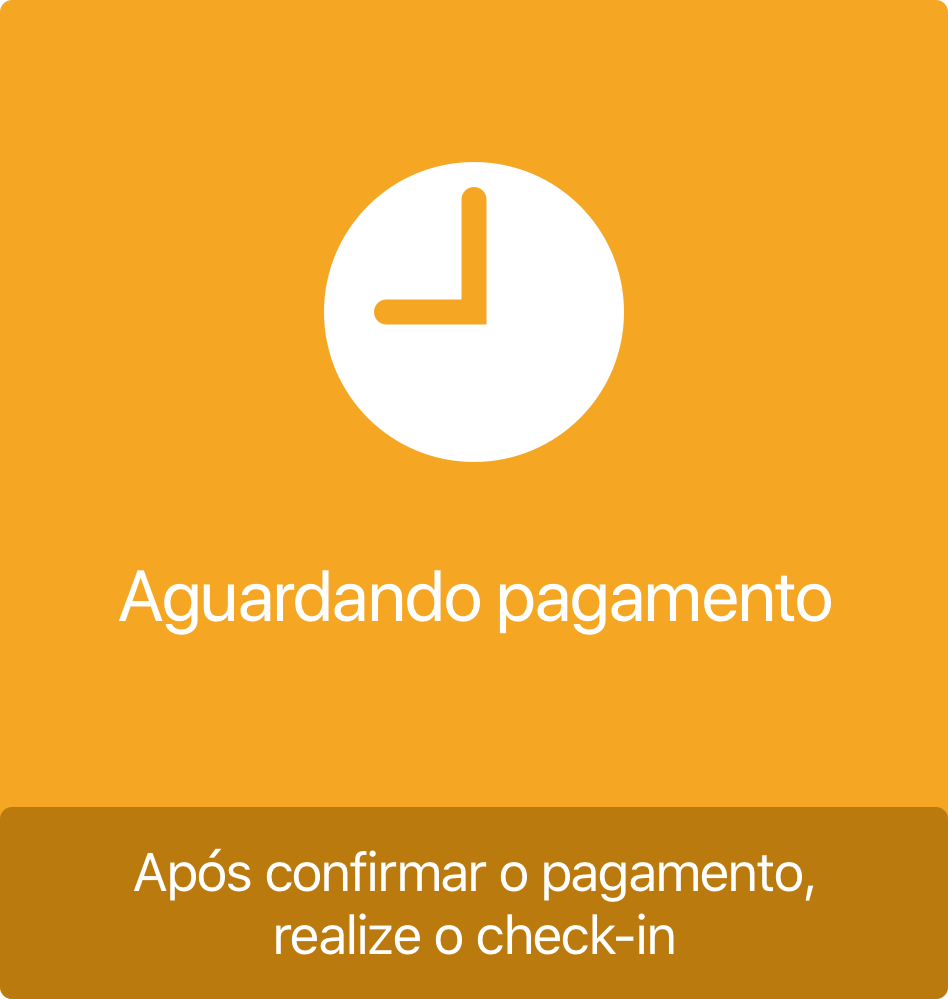 Aguardando pagamento
Após confirmar o pagamento,
realize o check-in